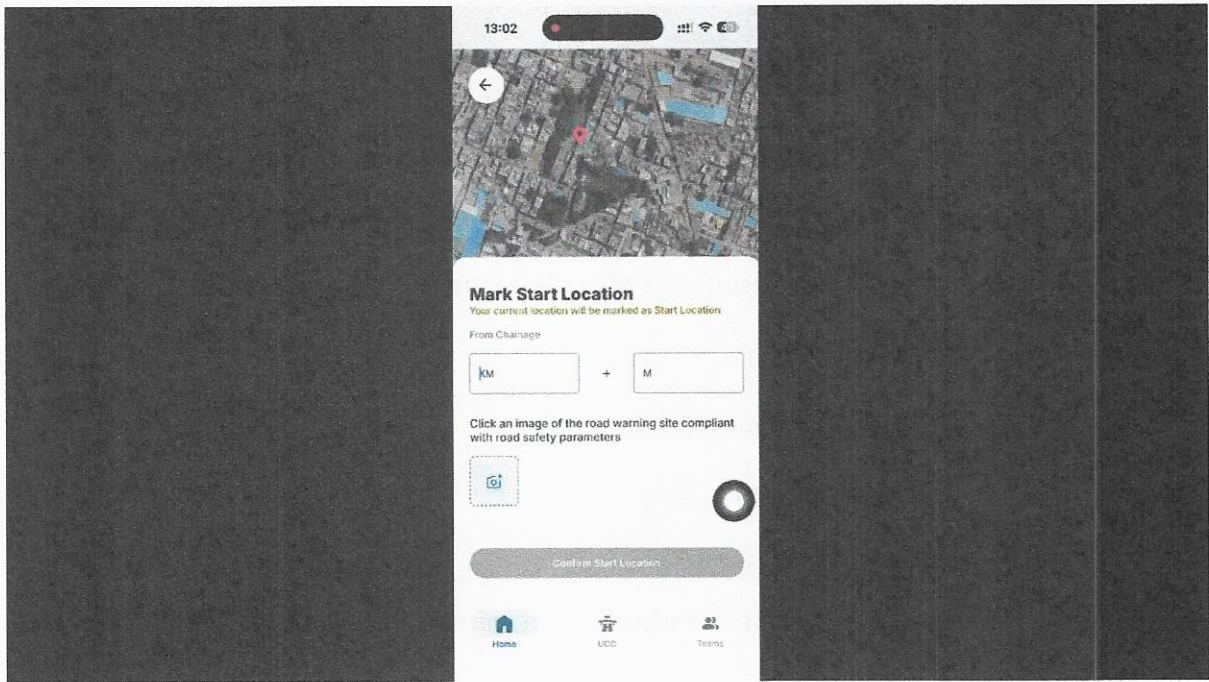 13:02
Mark Start Location
Your current location will be marked as Start Location
From Chainage
KM + M
Click an image of the road warning site compliant
with road safety parameters
Confirm Start Location
Home UCC Teams